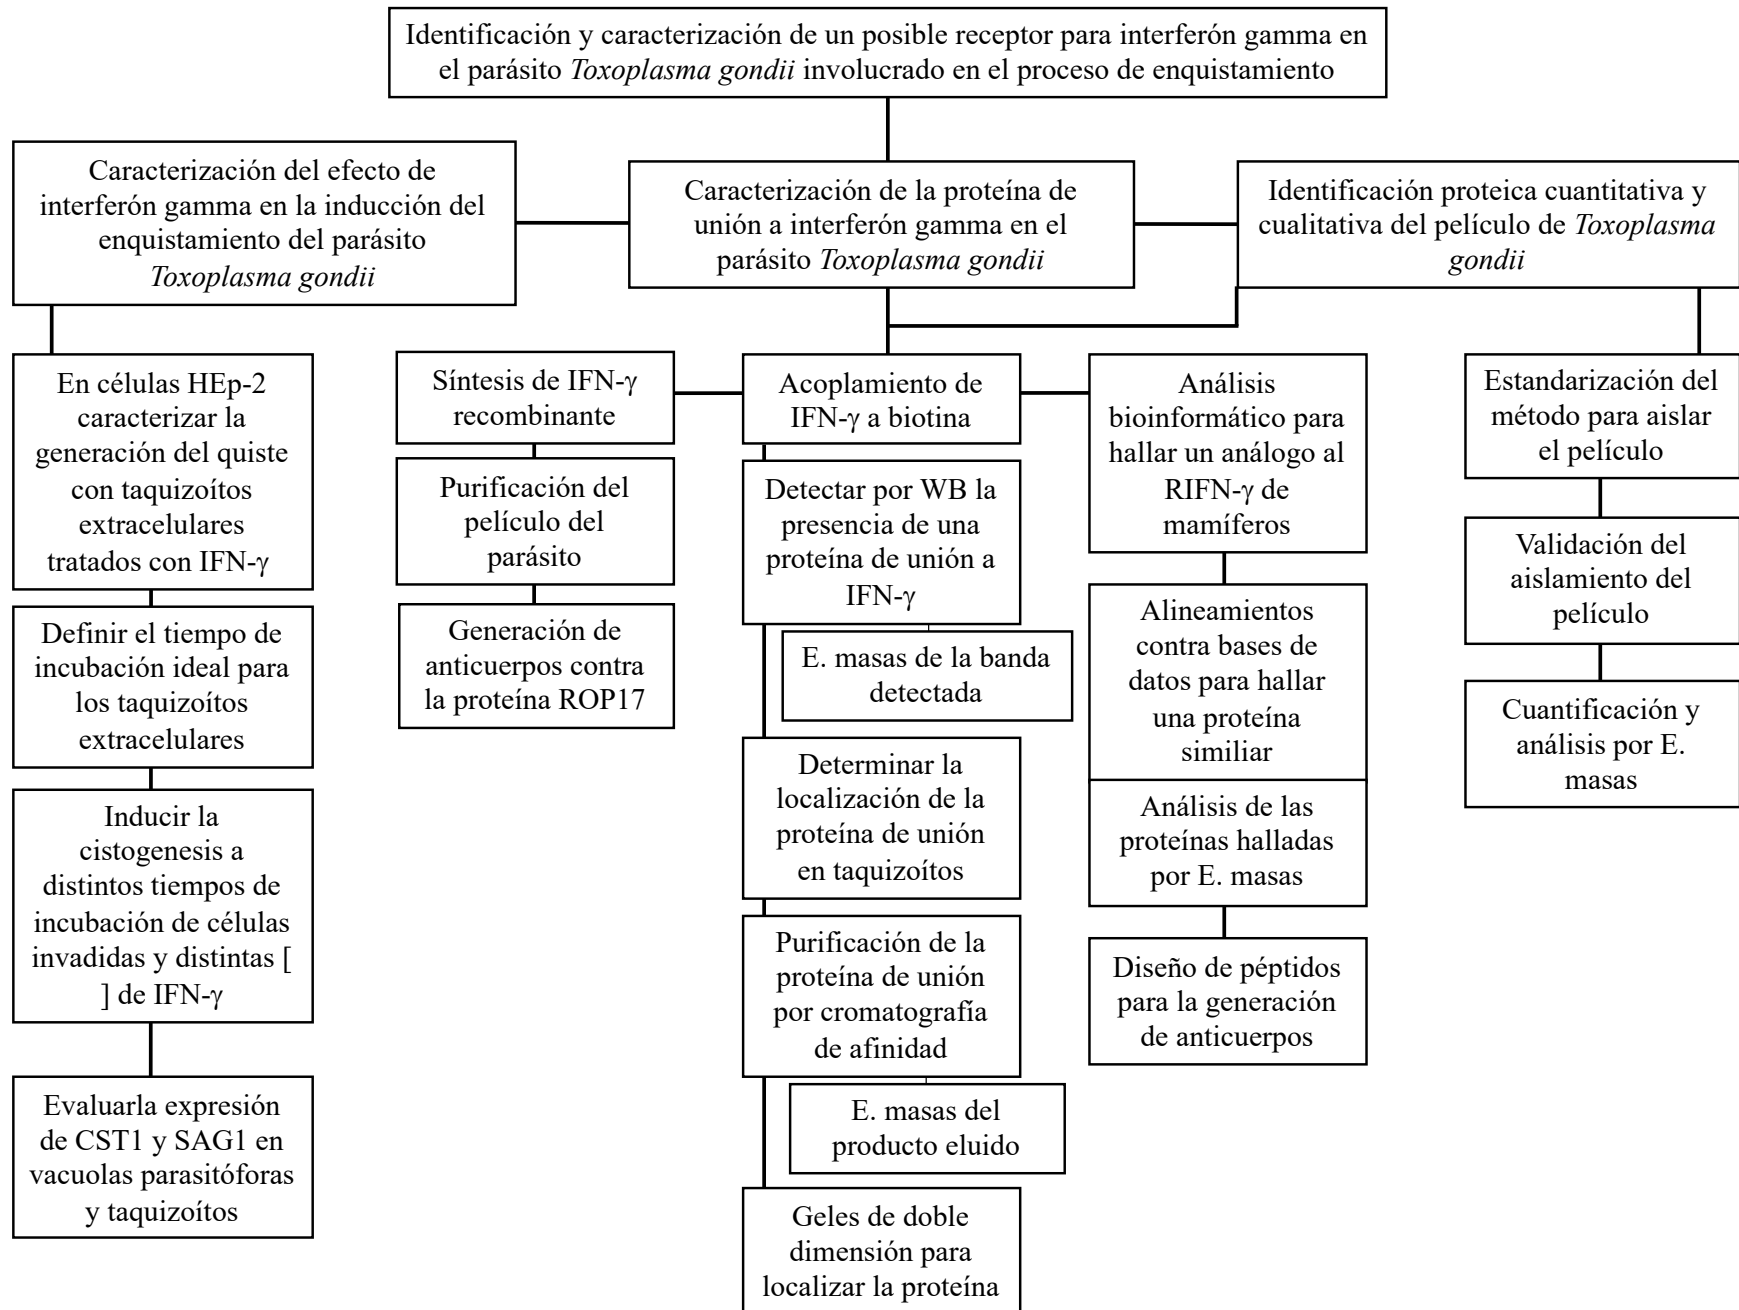 Identificación y caracterización de un posible receptor para interferón gamma en
el parásito Toxoplasma gondii involucrado en el proceso de enquistamiento
Caracterización del efecto de
interferón gamma en la inducción del
enquistamiento del parásito
Toxoplasma gondii
Caracterización de la proteína de
unión a interferón gamma en el
parásito Toxoplasma gondii
Identificación proteica cuantitativa y
cualitativa del película de Toxoplasma
gondii
En células HEp-2
caracterizar la
generación del quiste
con taquizoítos
extracelulares
tratados con IFN-γ
Definir el tiempo de
incubación ideal para
los taquizoítos
extracelulares
Inducir la
cistogenesis a
distintos tiempos de
incubación de células
invadidas y distintas [
] de IFN-γ
Evaluarla expresión
de CST1 y SAG1 en
vacuolas parasitóforas
y taquizoítos
Síntesis de IFN-γ
recombinante
Purificación del
película del
parásito
Generación de
anticuerpos contra
la proteína ROP17
Acoplamiento de
IFN-γ a biotina
Detectar por WB la
presencia de una
proteína de unión a
IFN-γ
E. masas de la banda
detectada
Determinar la
localización de la
proteína de unión
en taquizoítos
Purificación de la
proteína de unión
por cromatografía
de afinidad
E. masas del
producto eluido
Geles de doble
dimensión para
localizar la proteína
Análisis
bioinformático para
hallar un análogo al
RIFN-γ de
mamíferos
Alineamientos
contra bases de
datos para hallar
una proteína
similiar
Análisis de las
proteínas halladas
por E. masas
Diseño de péptidos
para la generación
de anticuerpos
Estandarización del
método para aislar
el películo
Validación del
aislamiento del
películo
Cuantificación y
análisis por E.
masas